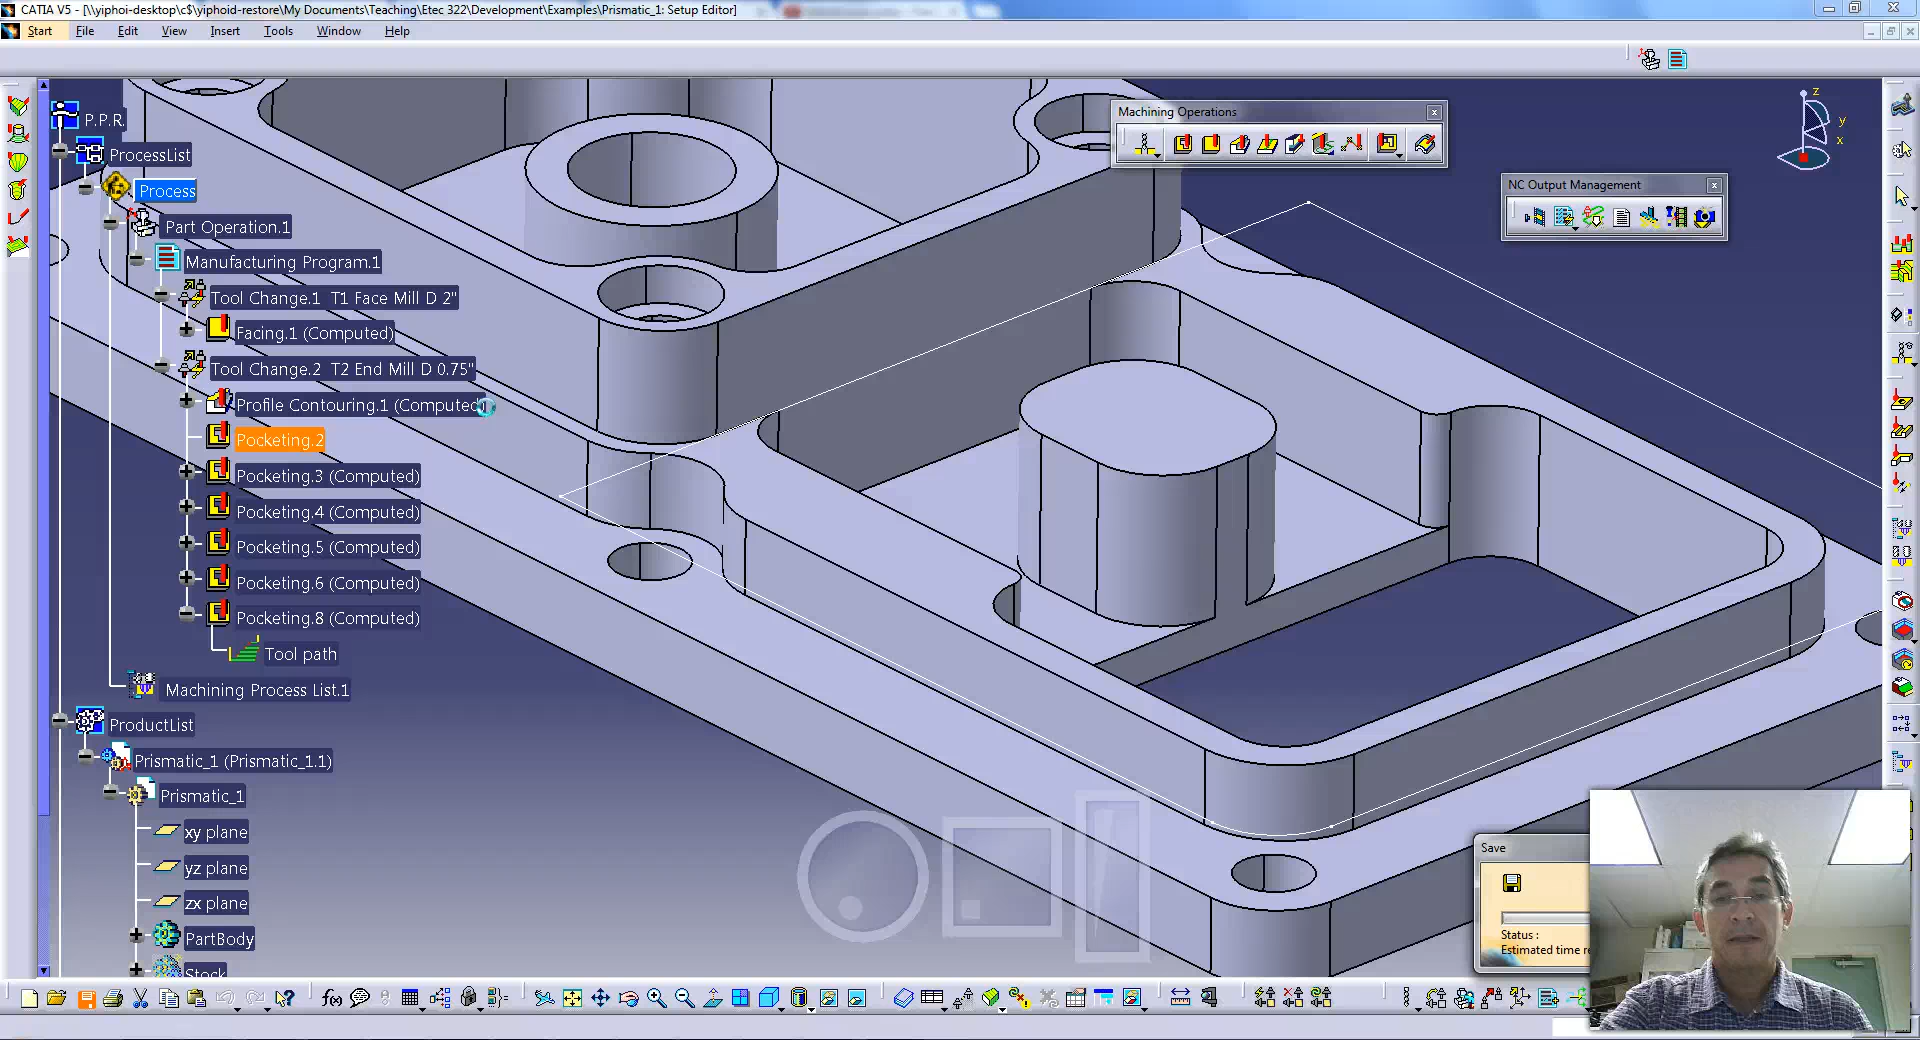 CATIA V5 - [\\yiphoi-desktop\c$\yiphoid-restore\My Documents\Teaching\Etec 322\Development\Examples\Prismatic_1: Setup Editor]
Start File Edit View Insert Tools Window Help
Machining Operations
NC Output Management
z
y
x
P.P.R.
ProcessList
Process
Part Operation.1
Manufacturing Program.1
Tool Change.1 T1 Face Mill D 2"
Facing.1 (Computed)
Tool Change.2 T2 End Mill D 0.75"
Profile Contouring.1 (Computed)
Pocketing.2
Pocketing.3 (Computed)
Pocketing.4 (Computed)
Pocketing.5 (Computed)
Pocketing.6 (Computed)
Pocketing.8 (Computed)
Tool path
Machining Process List.1
ProductList
Prismatic_1 (Prismatic_1.1)
Prismatic_1
xy plane
yz plane
zx plane
PartBody
Stock
Save
Status :
Estimated time re